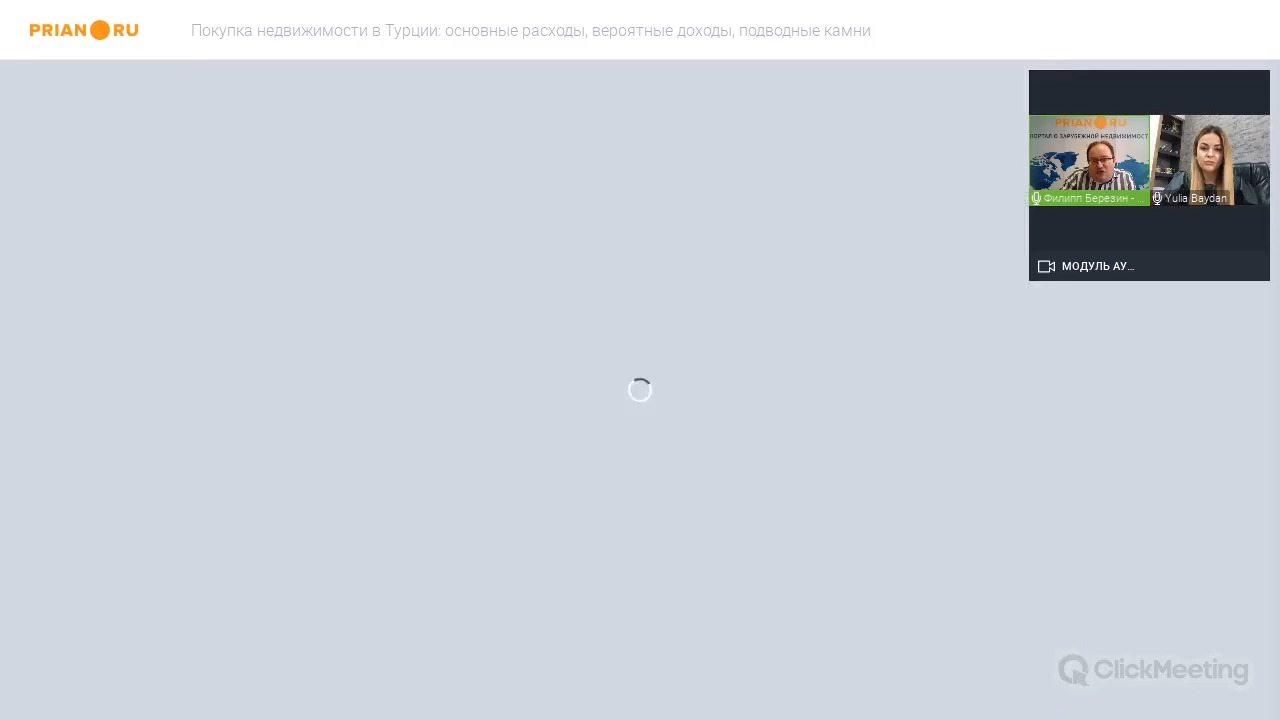 PRIAN RU
Покупка недвижимости в Турции: основные расходы, вероятные доходы, подводные камни
PRIAN RU
ПОРТАЛ О ЗАРУБЕЖНОЙ НЕДВИЖИМОСТ
Филипп Березин - ...
Yulia Baydan
МОДУЛЬ АУ...
ClickMeeting